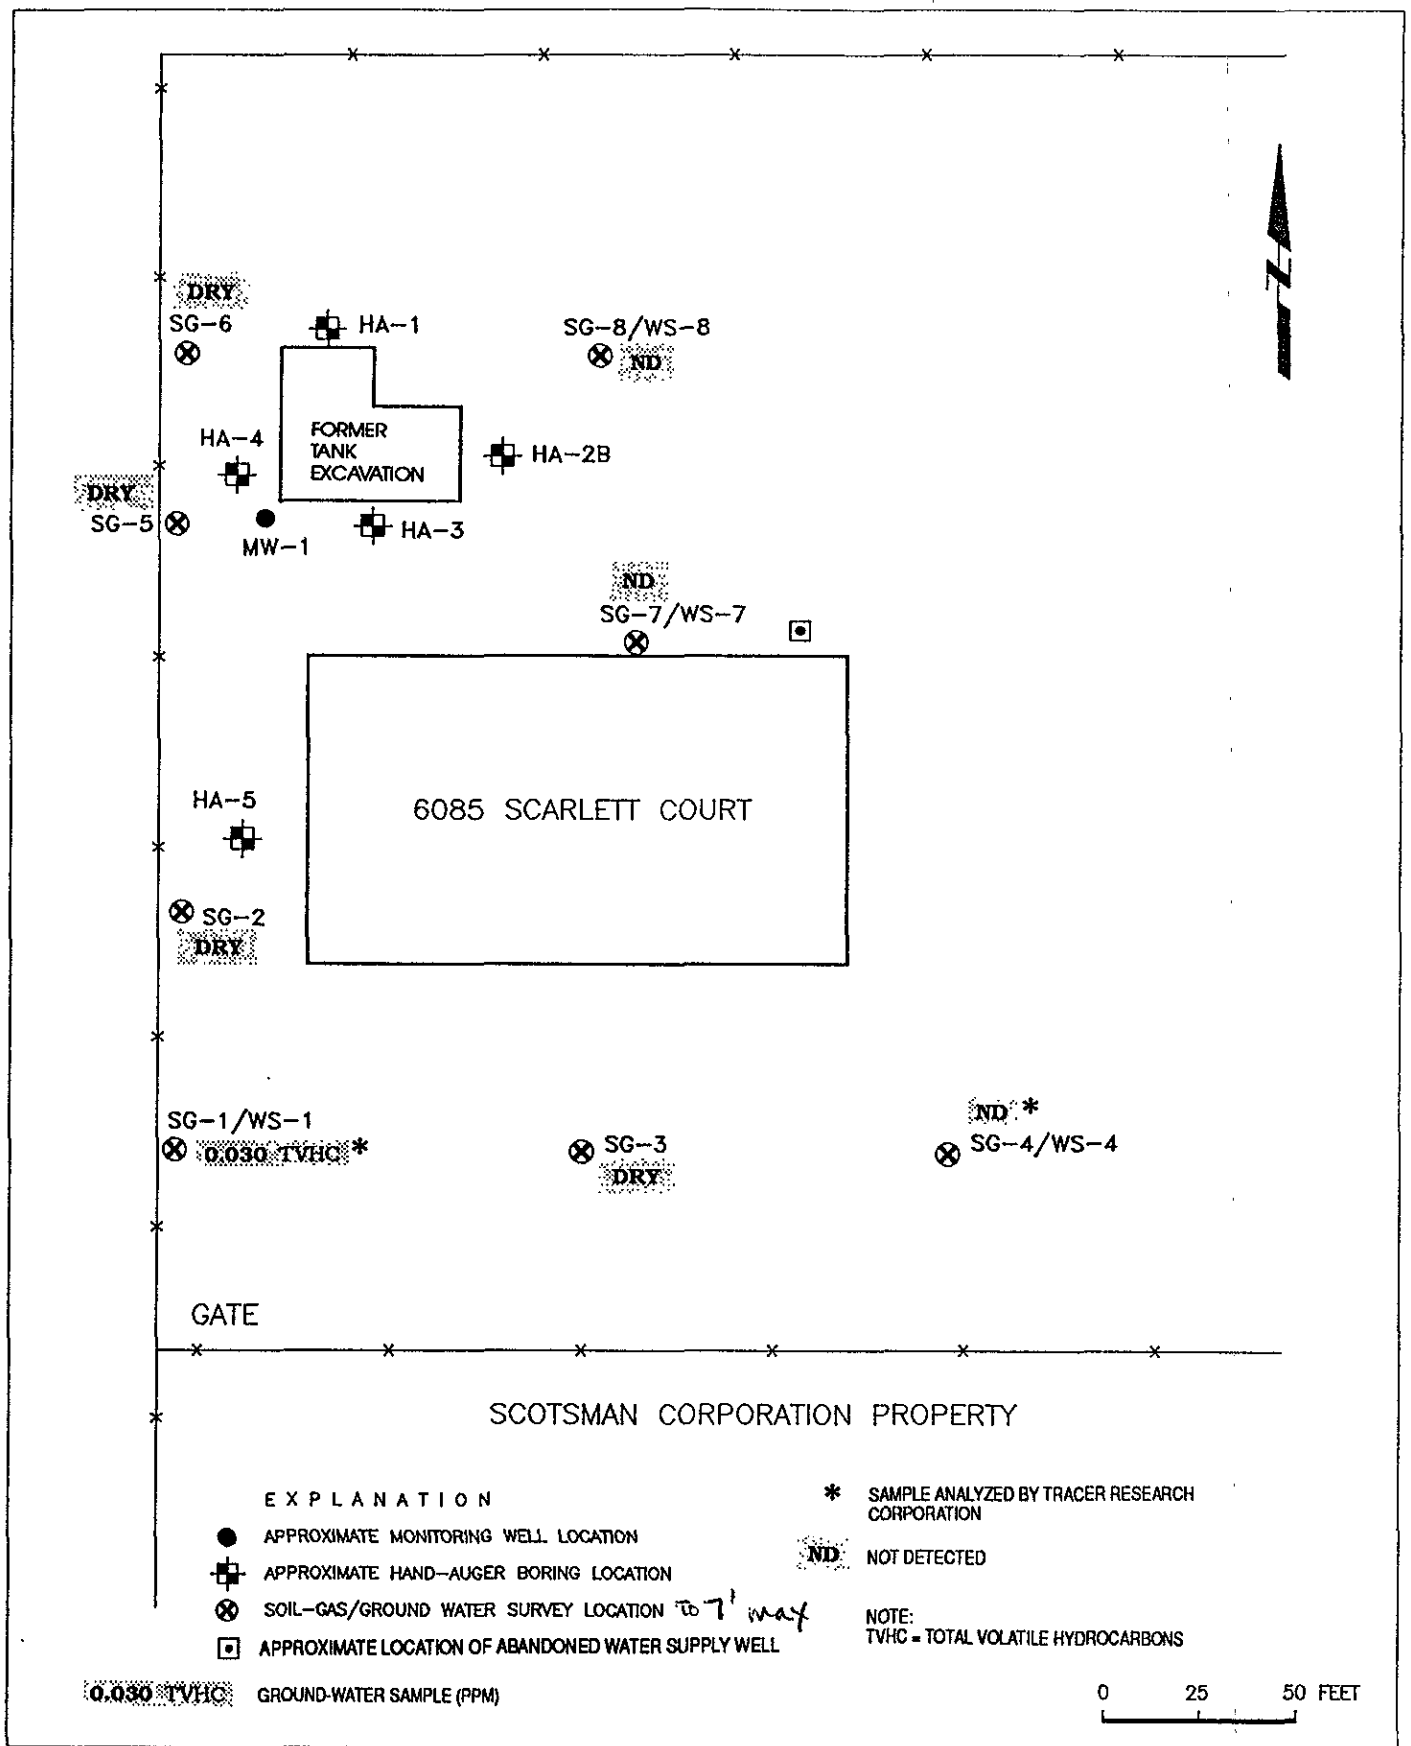 N
DRY
SG-6
HA-1
SG-8/WS-8
ND
HA-4
FORMER
TANK
EXCAVATION
HA-2B
DRY
SG-5
MW-1
HA-3
ND
SG-7/WS-7
HA-5
6085 SCARLETT COURT
SG-2
DRY
SG-1/WS-1
0.030 TVHC *
SG-3
DRY
ND *
SG-4/WS-4
GATE
SCOTSMAN CORPORATION PROPERTY
EXPLANATION
APPROXIMATE MONITORING WELL LOCATION
APPROXIMATE HAND-AUGER BORING LOCATION
SOIL-GAS/GROUND WATER SURVEY LOCATION TO 7' max
APPROXIMATE LOCATION OF ABANDONED WATER SUPPLY WELL
0.030 TVHC GROUND-WATER SAMPLE (PPM)
* SAMPLE ANALYZED BY TRACER RESEARCH
CORPORATION
ND NOT DETECTED
NOTE:
TVHC = TOTAL VOLATILE HYDROCARBONS
0 25 50 FEET